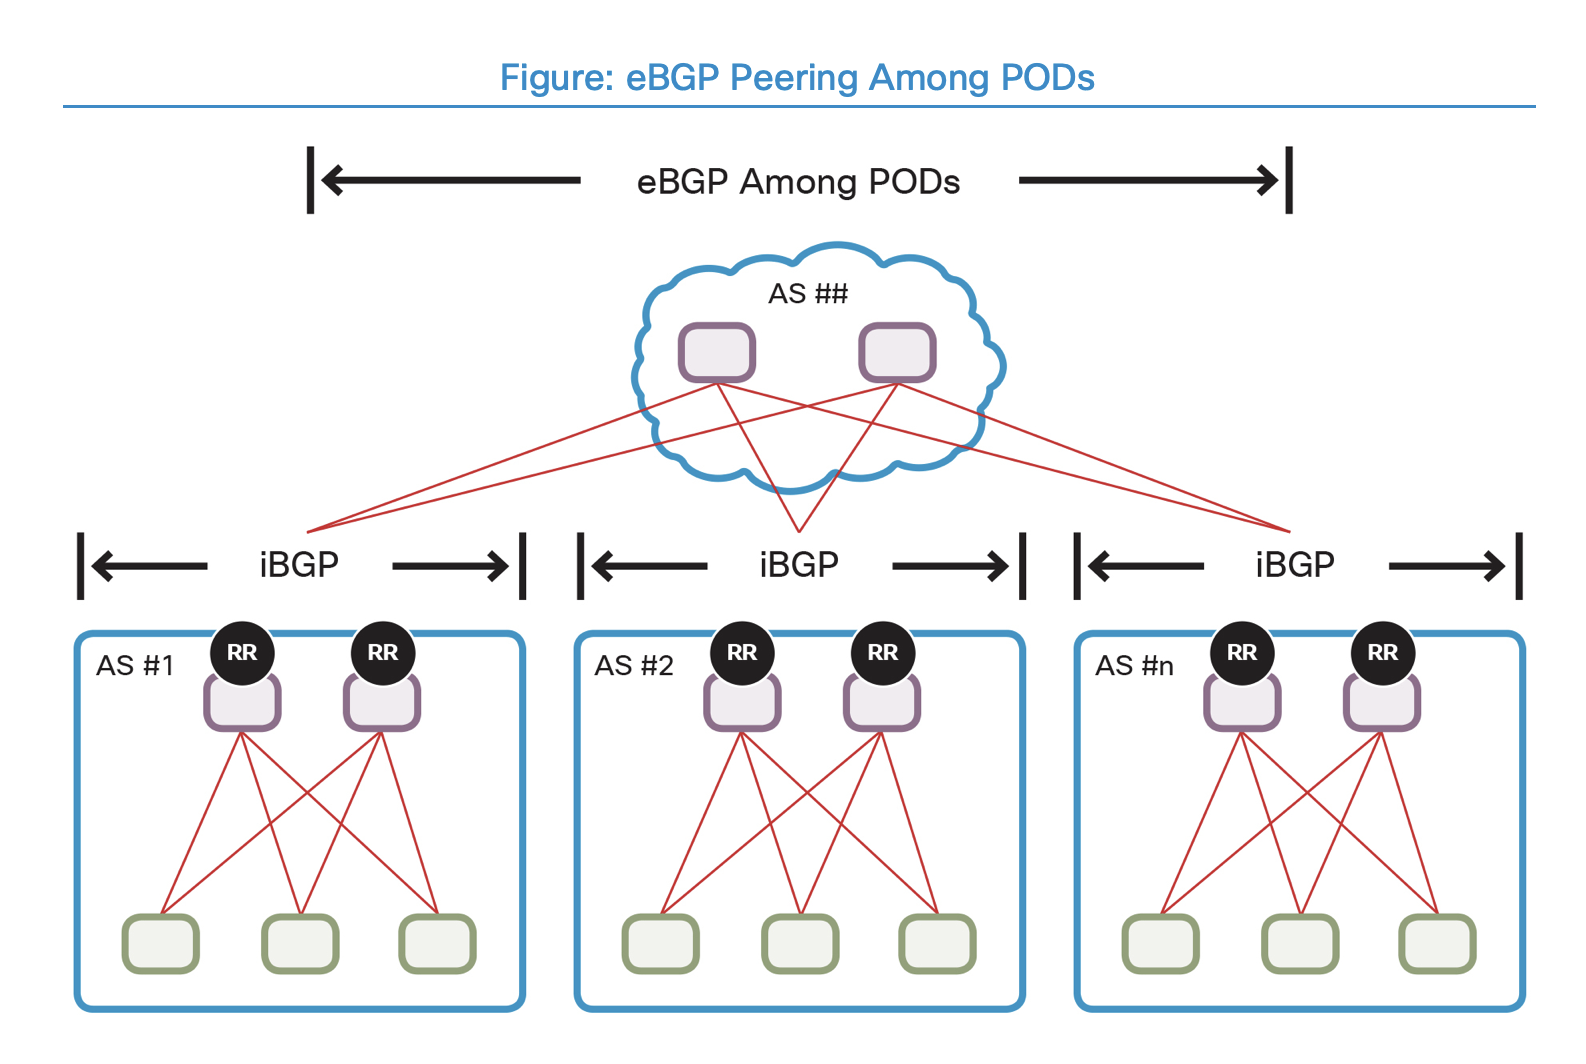 Figure: eBGP Peering Among PODs
eBGP Among PODs
AS ##
iBGP
iBGP
iBGP
AS #1
RR
RR
AS #2
RR
RR
AS #n
RR
RR